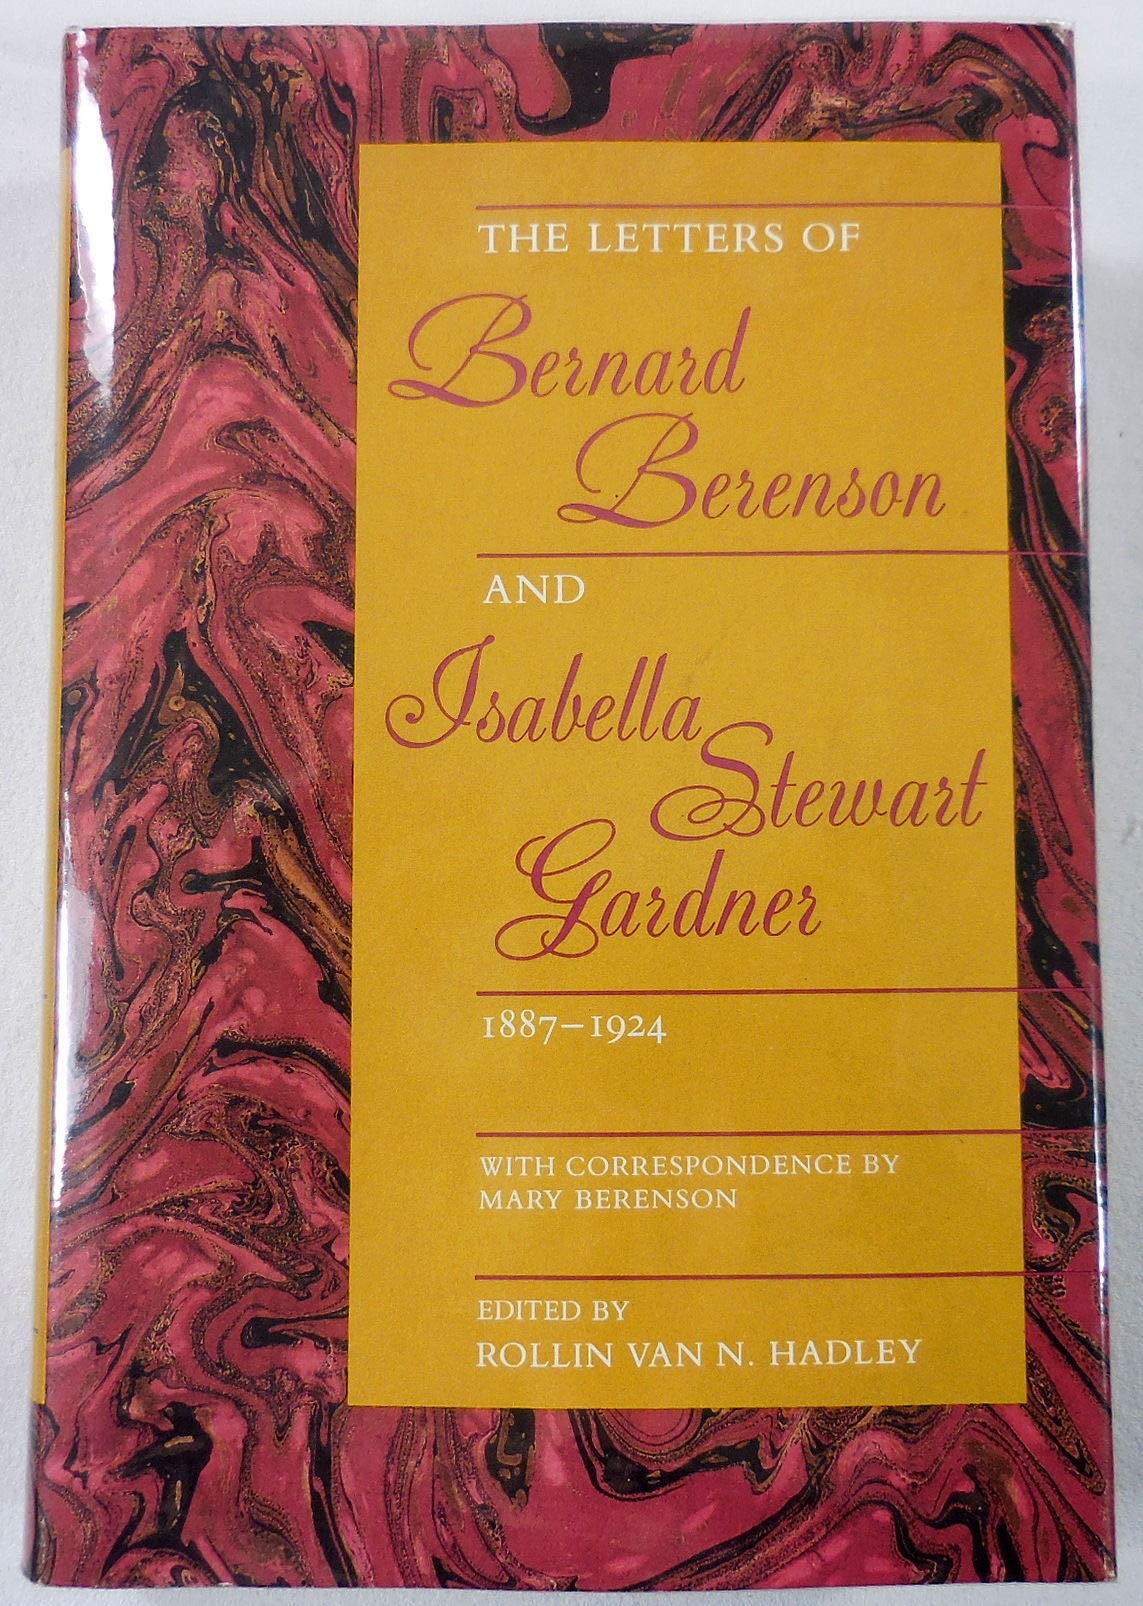 THE LETTERS OF
Bernard
Berenson
AND
Isabella
Stewart
Gardner
1887–1924
WITH CORRESPONDENCE BY
MARY BERENSON
EDITED BY
ROLLIN VAN N. HADLEY